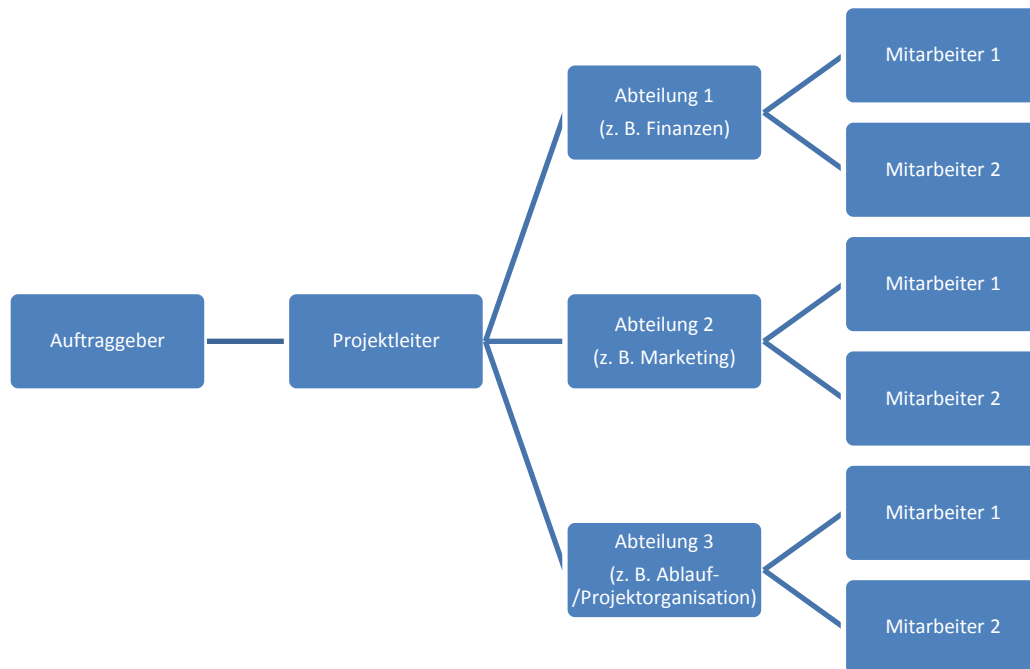 Auftraggeber
Projektleiter
Abteilung 1
(z. B. Finanzen)
Mitarbeiter 1
Mitarbeiter 2
Abteilung 2
(z. B. Marketing)
Mitarbeiter 1
Mitarbeiter 2
Abteilung 3
(z. B. Ablauf-
/Projektorganisation)
Mitarbeiter 1
Mitarbeiter 2